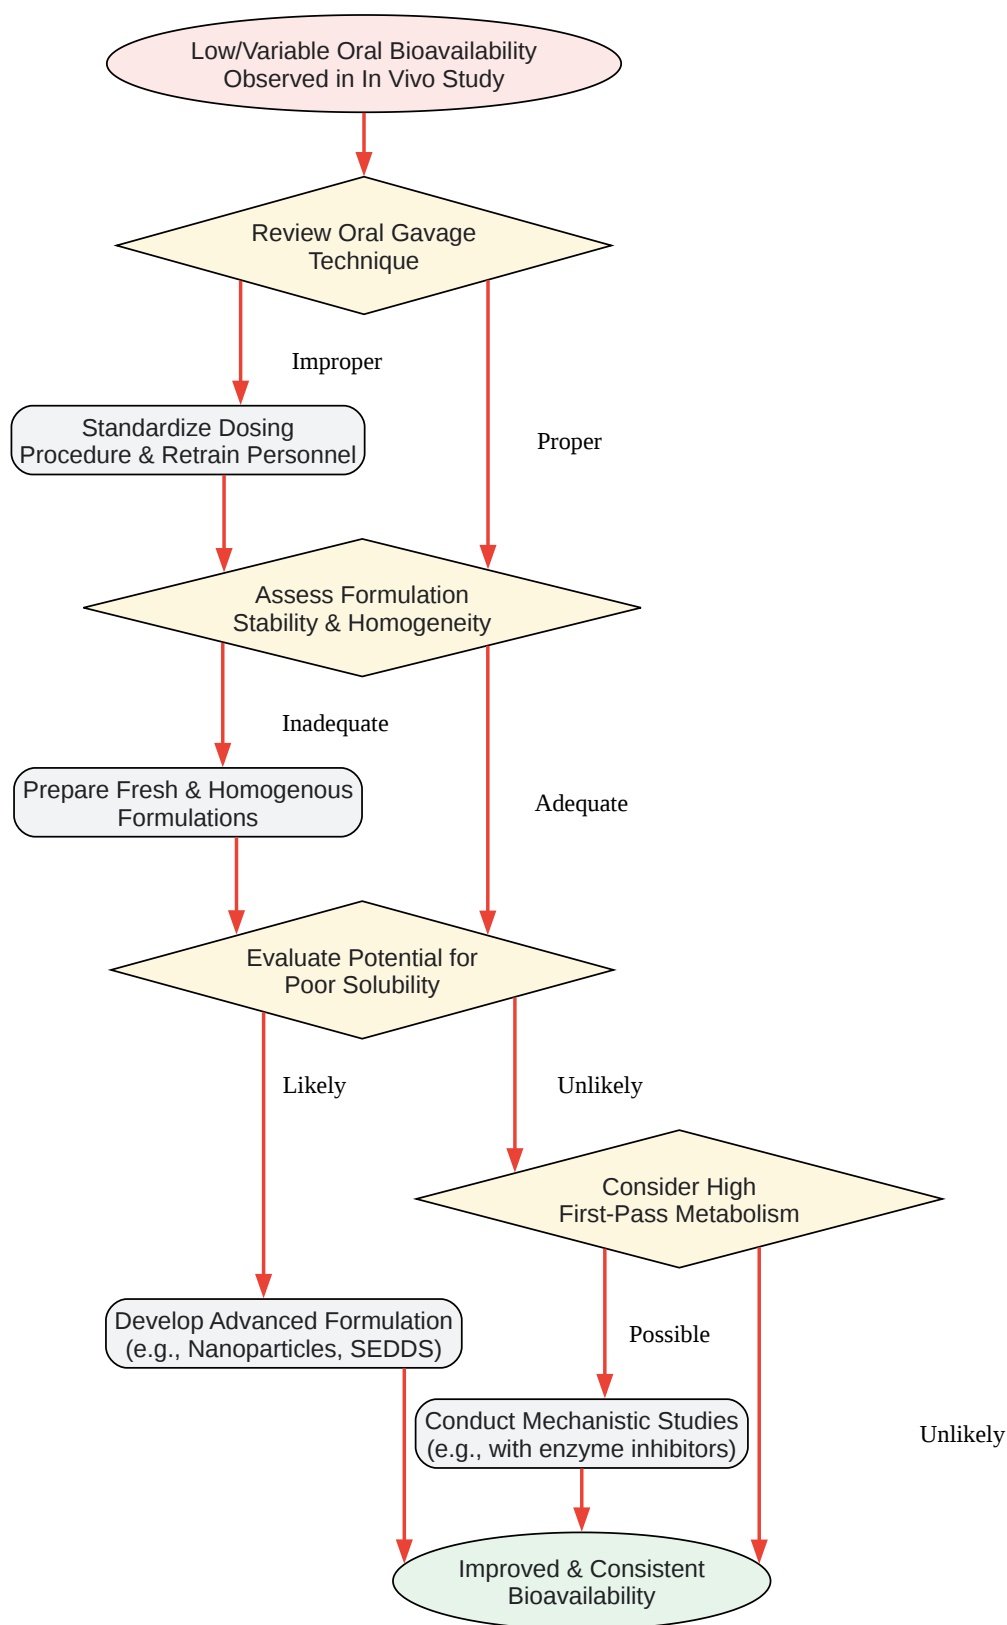 Low/Variable Oral Bioavailability
Observed in In Vivo Study
Review Oral Gavage
Technique
Improper
Standardize Dosing
Procedure & Retrain Personnel
Proper
Assess Formulation
Stability & Homogeneity
Inadequate
Prepare Fresh & Homogenous
Formulations
Adequate
Evaluate Potential for
Poor Solubility
Likely
Unlikely
Consider High
First-Pass Metabolism
Develop Advanced Formulation
(e.g., Nanoparticles, SEDDS)
Possible
Conduct Mechanistic Studies
(e.g., with enzyme inhibitors)
Unlikely
Improved & Consistent
Bioavailability